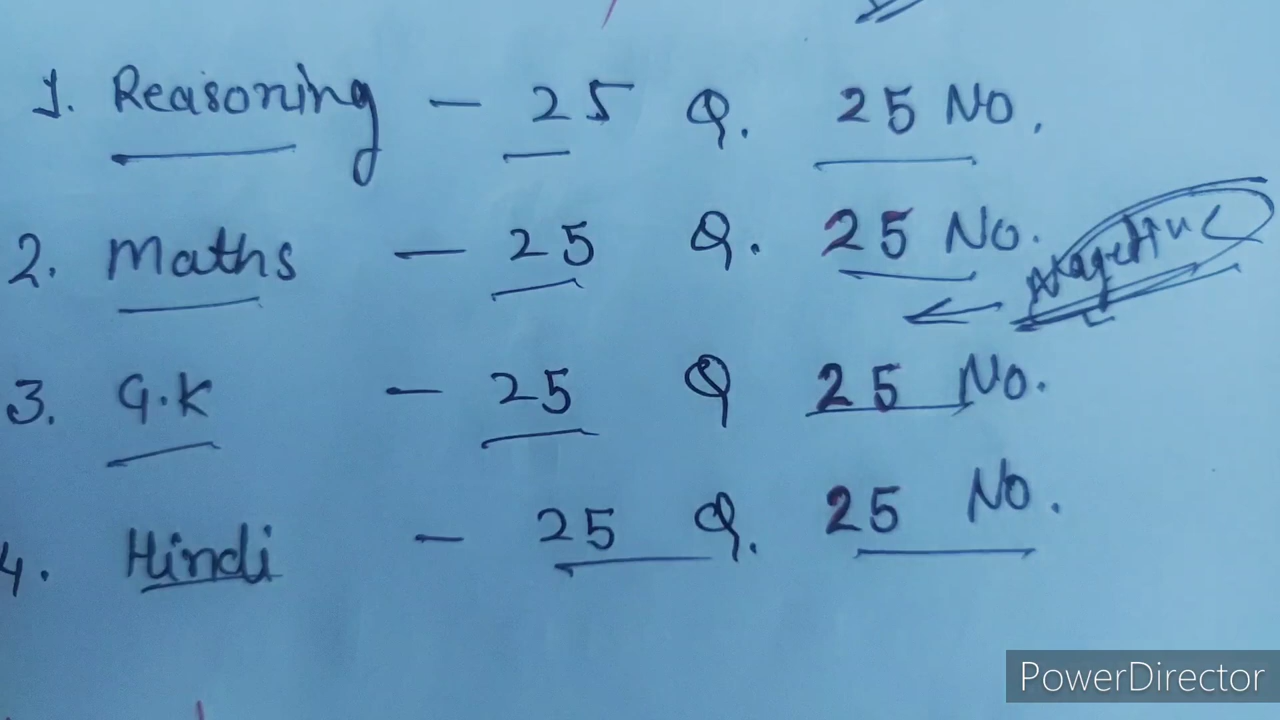 1. Reasoning - 25 Q. 25 No.
2. Maths - 25 Q. 25 No.
Nagetive
3. G.K - 25 Q 25 No.
4. Hindi - 25 Q. 25 No.
PowerDirector